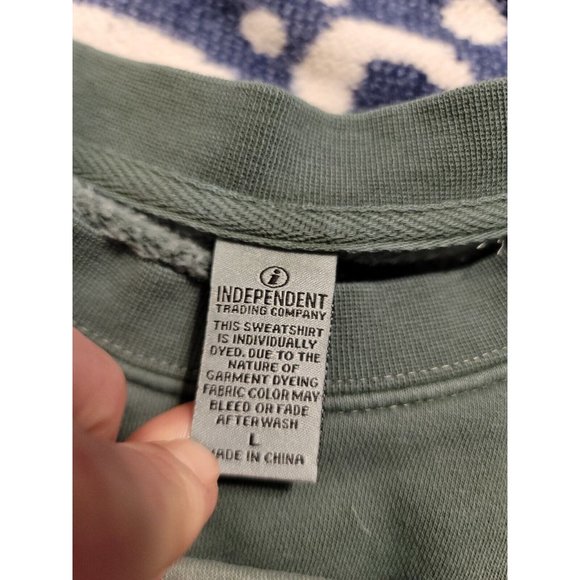 i
INDEPENDENT
TRADING COMPANY
THIS SWEATSHIRT
IS INDIVIDUALLY
DYED. DUE TO THE
NATURE OF
GARMENT DYEING
FABRIC COLOR MAY
BLEED OR FADE
AFTER WASH
L
MADE IN CHINA